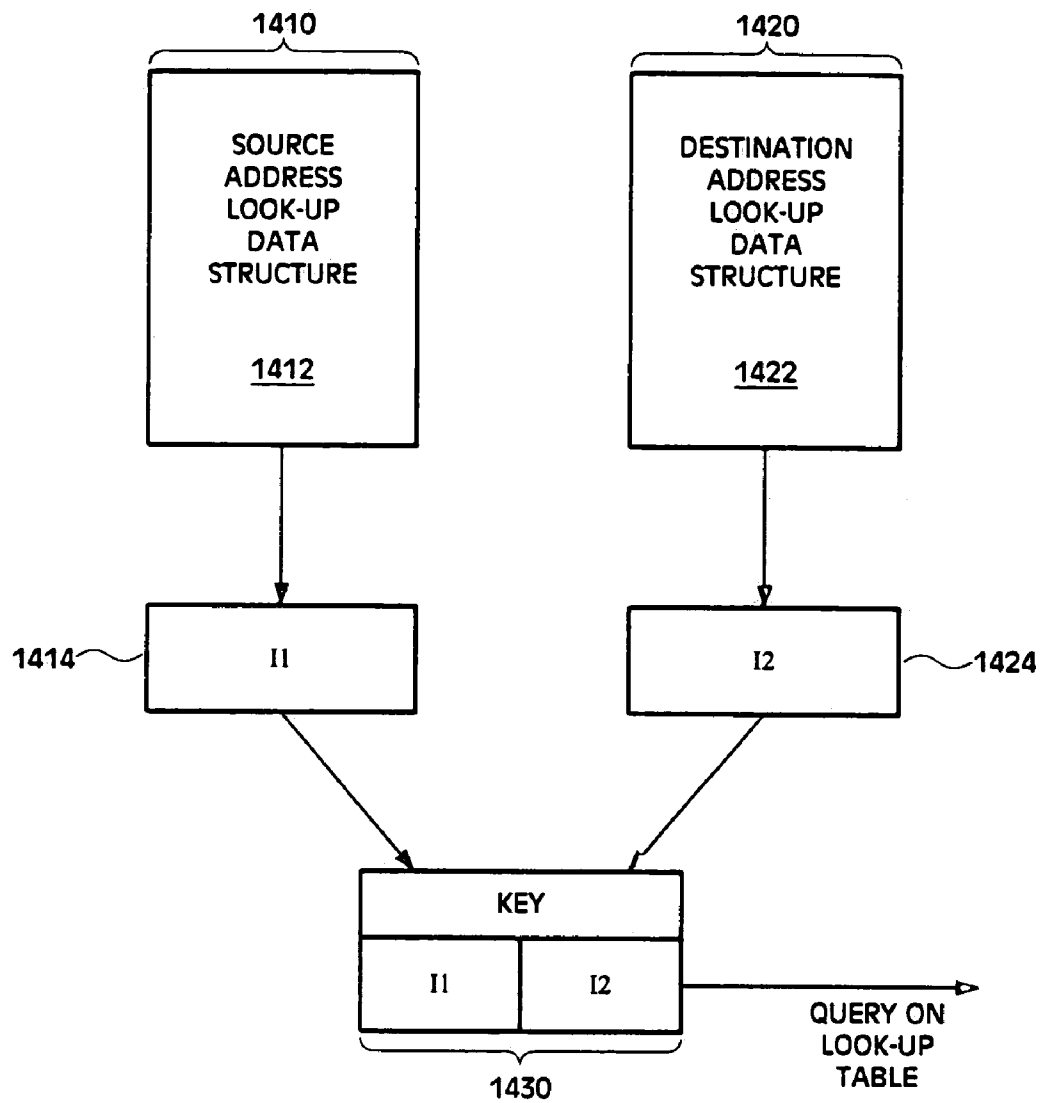 1410
SOURCE
ADDRESS
LOOK-UP
DATA
STRUCTURE
1412
1420
DESTINATION
ADDRESS
LOOK-UP
DATA
STRUCTURE
1422
1414
I1
I2
1424
KEY
I1
I2
1430
QUERY ON
LOOK-UP
TABLE